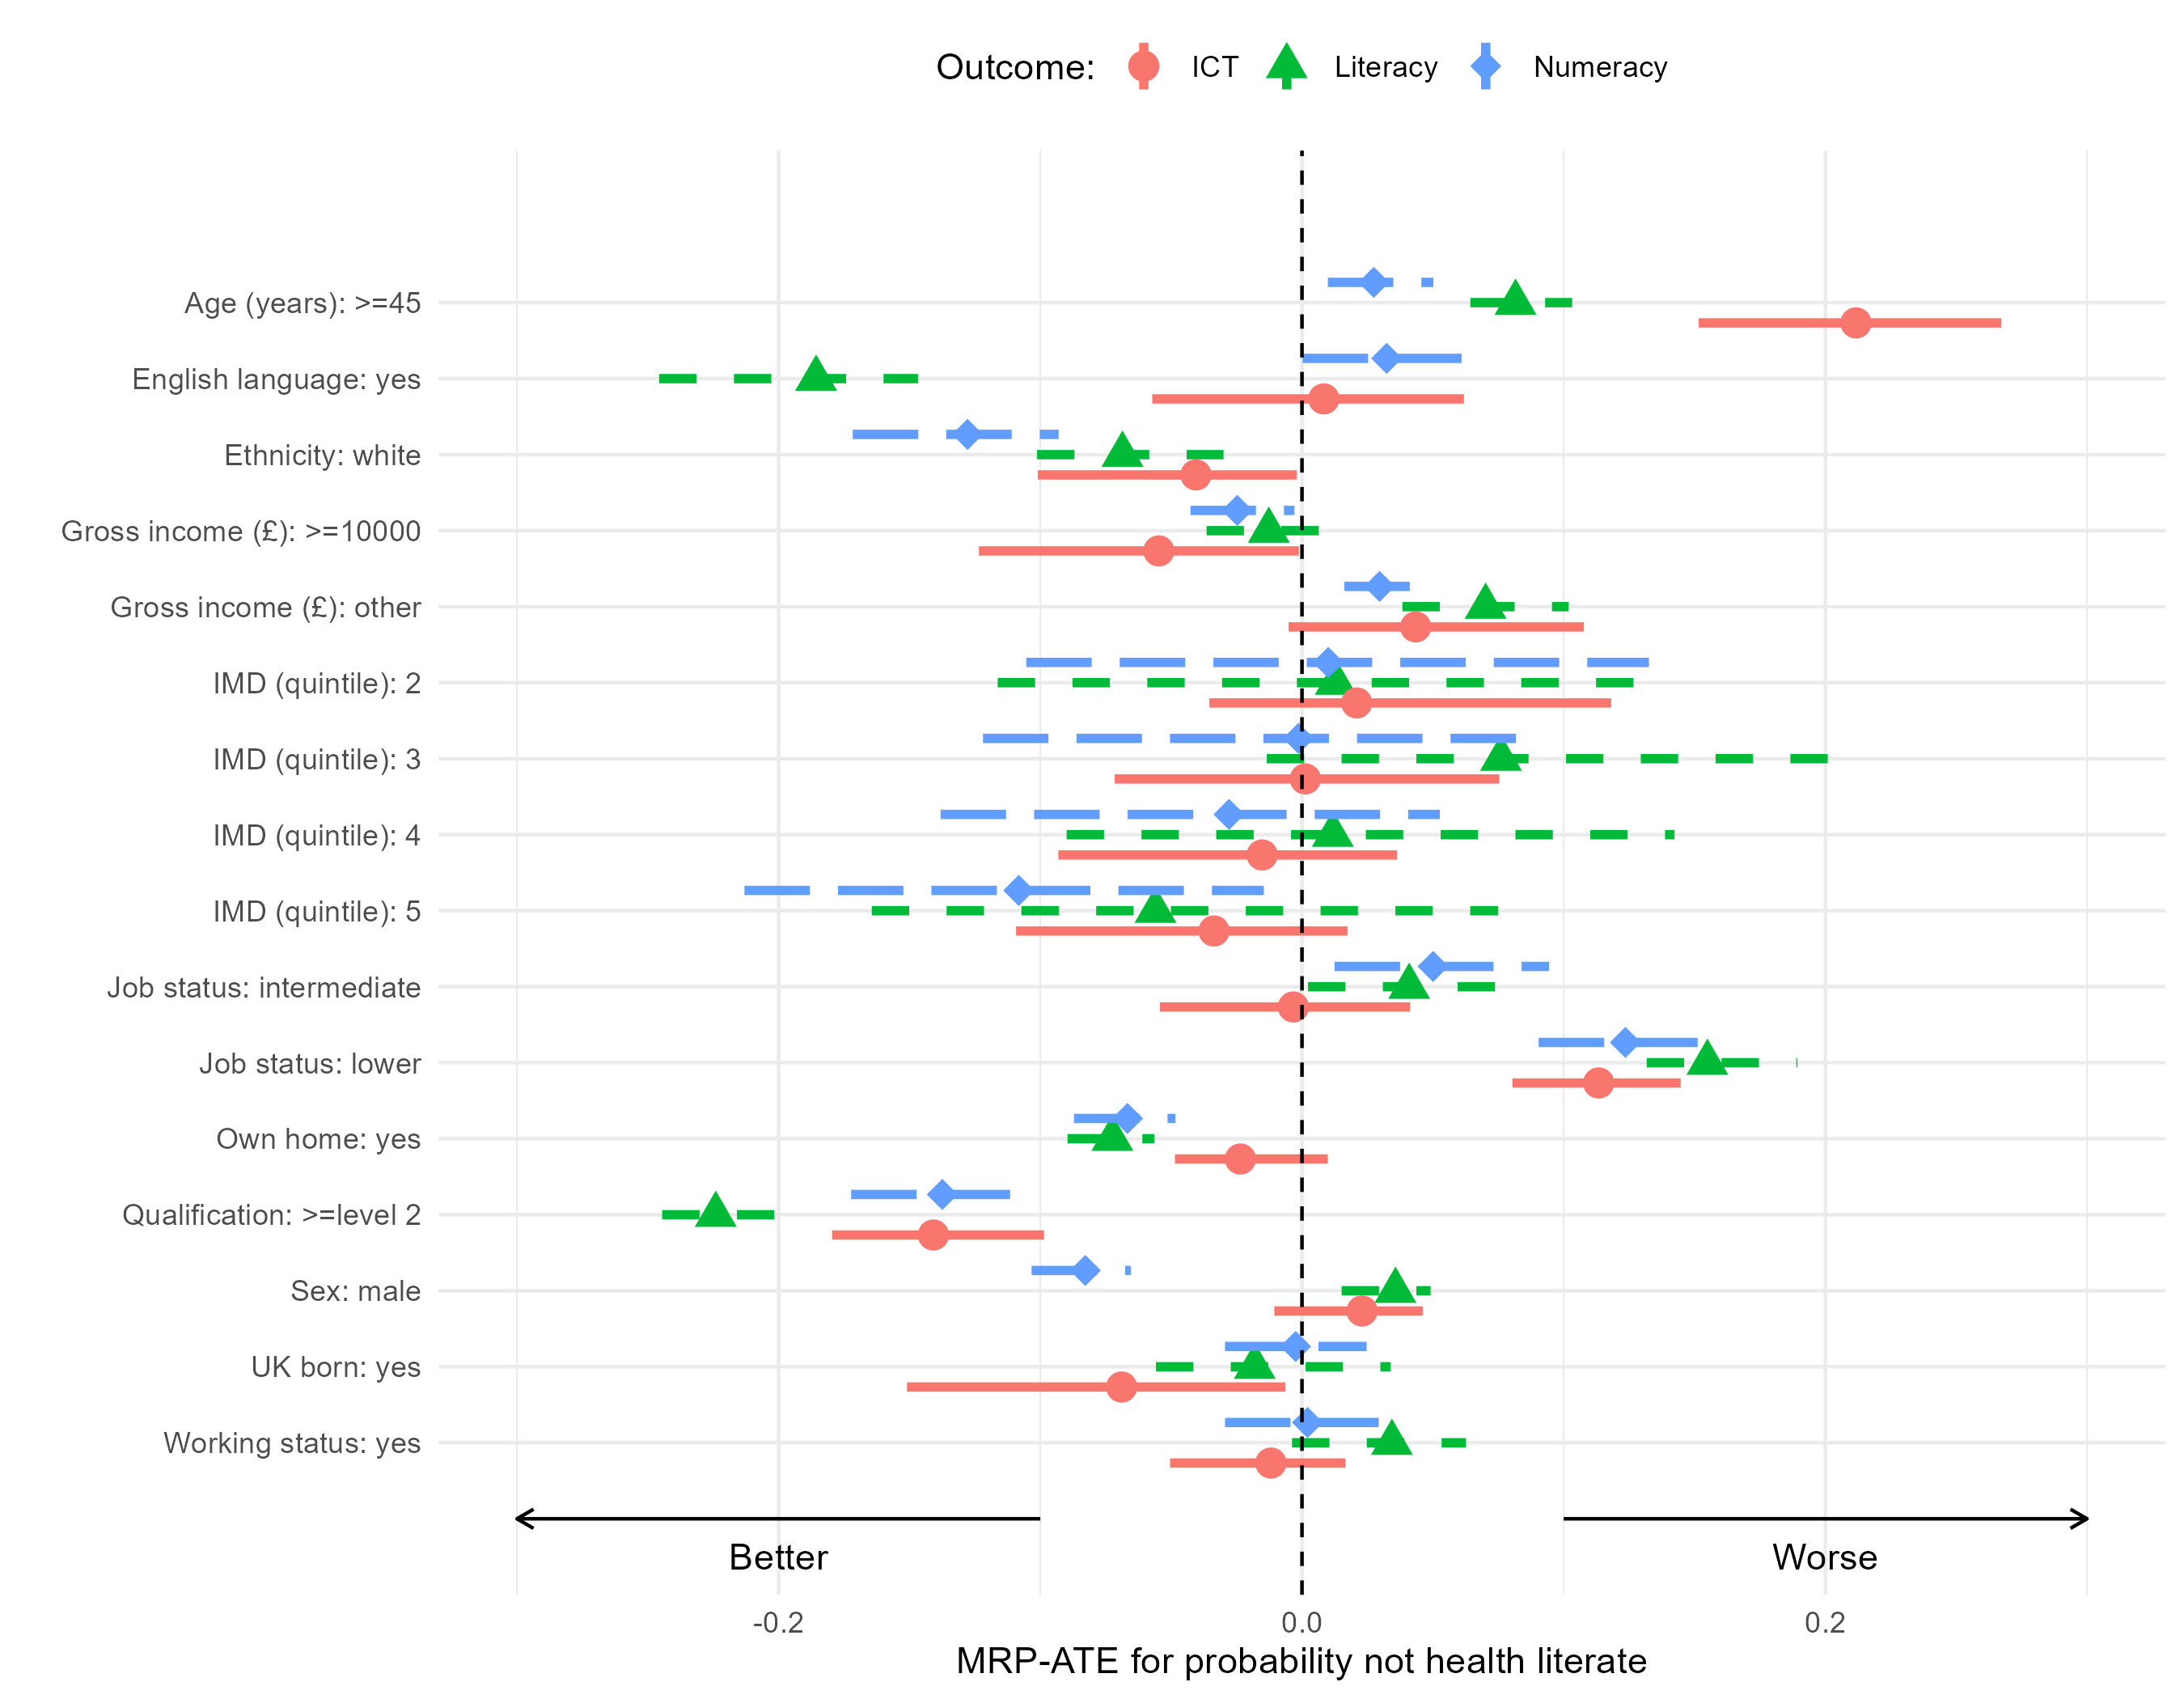 Outcome: ICT Literacy Numeracy
Age (years): >=45
English language: yes
Ethnicity: white
Gross income (£): >=10000
Gross income (£): other
IMD (quintile): 2
IMD (quintile): 3
IMD (quintile): 4
IMD (quintile): 5
Job status: intermediate
Job status: lower
Own home: yes
Qualification: >=level 2
Sex: male
UK born: yes
Working status: yes
Better Worse
-0.2 0.0 0.2
MRP-ATE for probability not health literate